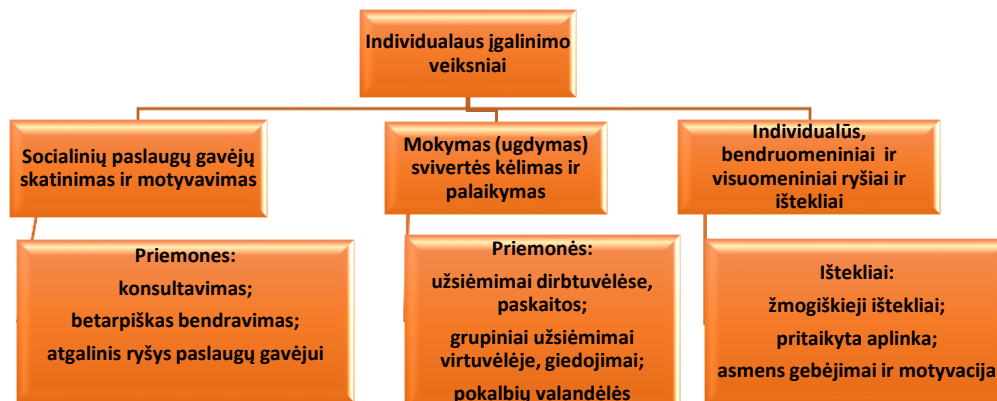 Individualaus įgalinimo
veiksniai
Socialinių paslaugų gavėjų
skatinimas ir motyvavimas
Mokymas (ugdymas)
svivertės kėlimas ir
palaikymas
Individualūs,
bendruomeniniai ir
visuomeniniai ryšiai ir
ištekliai
Priemones:
konsultavimas;
betarpiškas bendravimas;
atgalinis ryšys paslaugų gavėjui
Priemonės:
užsiėmimai dirbtuvėlėse,
paskaitos;
grupiniai užsiėmimai
virtuvėlėje, giedojimai;
pokalbių valandėlės
Ištekliai:
žmogiškieji ištekliai;
pritaikyta aplinka;
asmens gebėjimai ir motyvacija